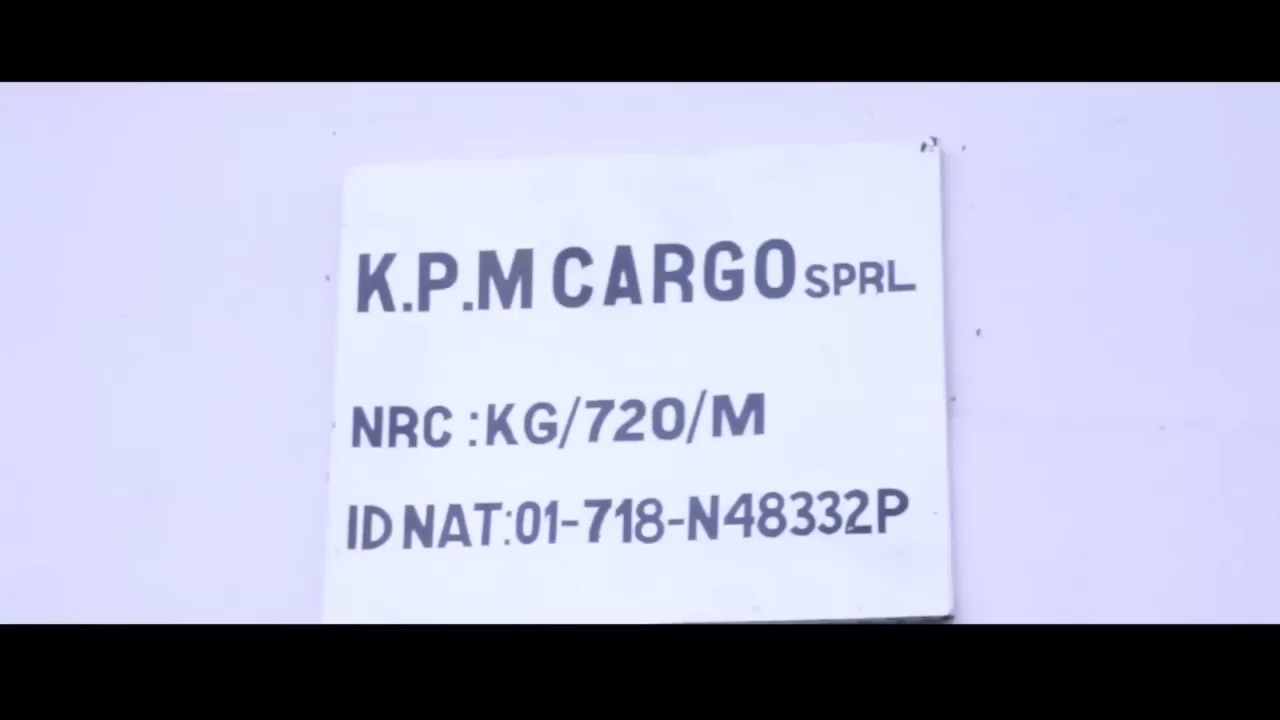 K.P.M CARGO SPRL
NRC :KG/720/M
ID NAT:01-718-N48332P